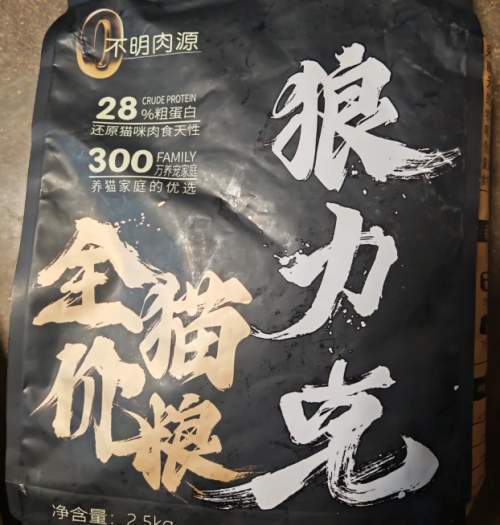 0不明肉源
28%粗蛋白
CRUDE PROTEIN
还原猫咪肉食天性
300万养宠家庭
FAMILY
养猫家庭的优选
狼力克
全价
猫粮
净含量：2.5kg